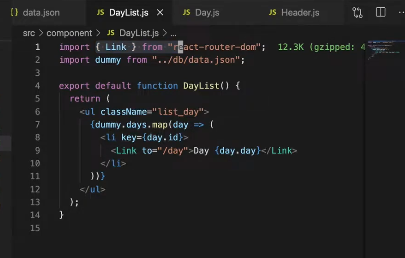 data.json
JS DayList.js ×
JS Day.js
JS Header.js
src > component > JS DayList.js > ...
1 import { Link } from "react-router-dom"; 12.3K (gzipped: 4
2 import dummy from "../db/data.json";
3
4 export default function DayList() {
5 return (
6 <ul className="list_day">
7 {dummy.days.map(day => (
8 <li key={day.id}>
9 <Link to="/day">Day {day.day}</Link>
10 </li>
11 ))}
12 </ul>
13 );
14 }
15